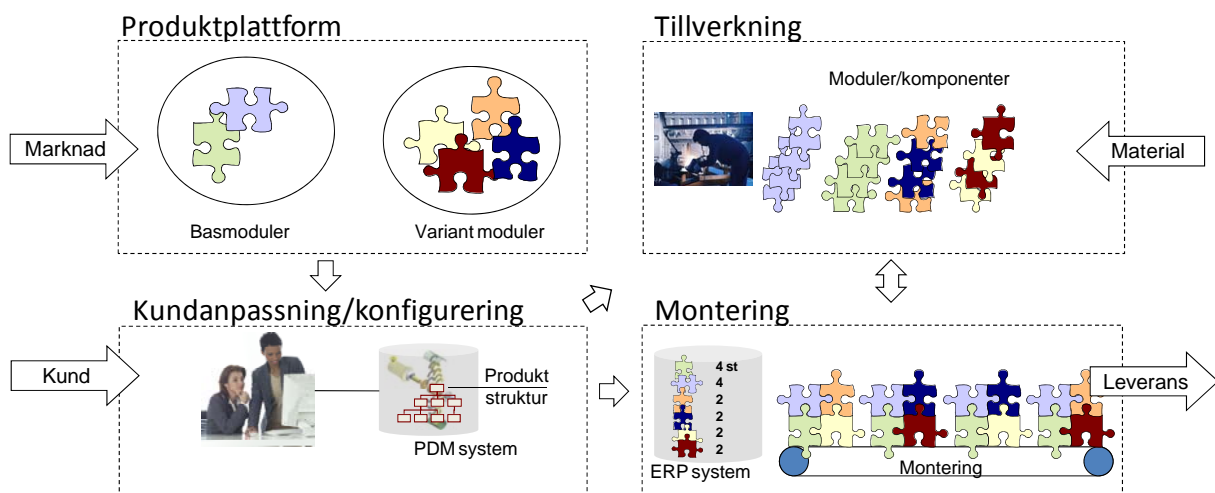 Produktplattform
Marknad
Basmoduler
Variant moduler
Tillverkning
Moduler/komponenter
Material
Kundanpassning/konfigurering
Kund
Produkt
struktur
PDM system
Montering
4 st
4
2
2
2
2
ERP system
Montering
Leverans